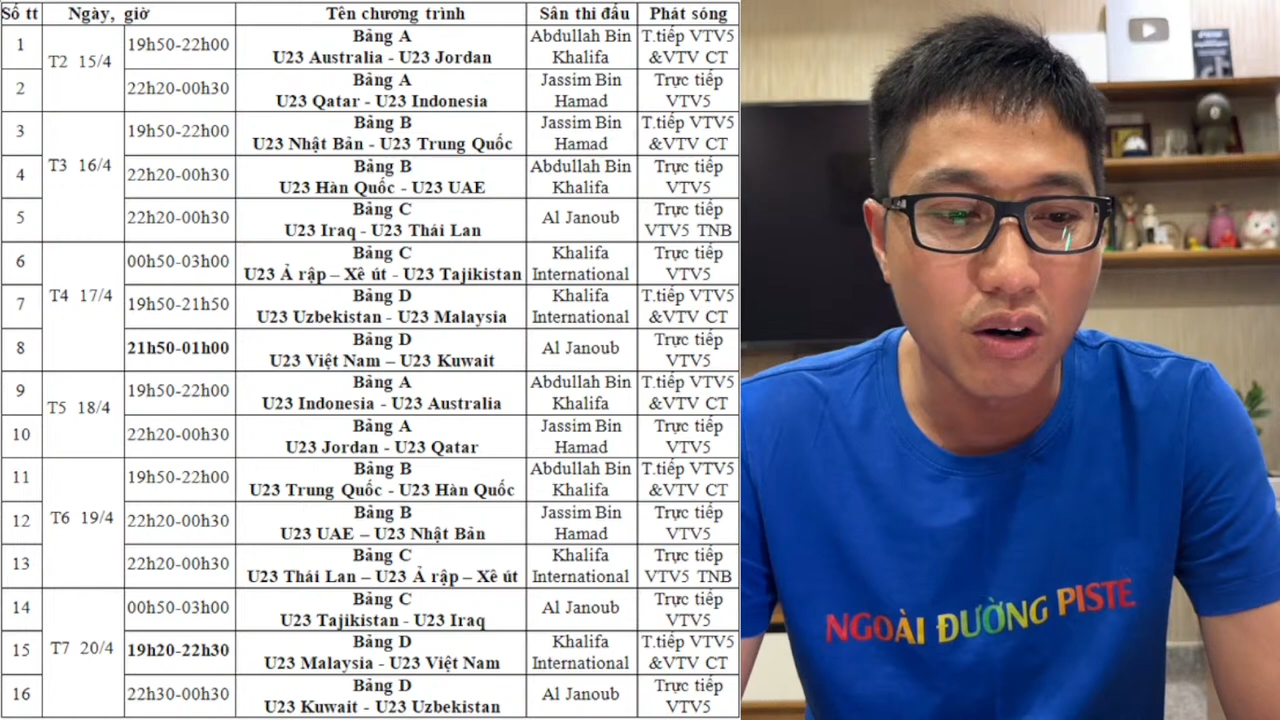 Số tt Ngày, giờ Tên chương trình Sân thi đấu Phát sóng
1 T2 15/4 19h50-22h00 Bảng A Abdullah Bin T.tiếp VTV5
U23 Australia - U23 Jordan Khalifa &VTV CT
2 22h20-00h30 Bảng A Jassim Bin Trực tiếp
U23 Qatar - U23 Indonesia Hamad VTV5
3 T3 16/4 19h50-22h00 Bảng B Jassim Bin T.tiếp VTV5
U23 Nhật Bản - U23 Trung Quốc Hamad &VTV CT
4 22h20-00h30 Bảng B Abdullah Bin Trực tiếp
U23 Hàn Quốc - U23 UAE Khalifa VTV5
5 22h20-00h30 Bảng C Al Janoub Trực tiếp
U23 Iraq - U23 Thái Lan VTV5 TNB
6 T4 17/4 00h50-03h00 Bảng C Khalifa Trực tiếp
U23 Ả rập – Xê út - U23 Tajikistan International VTV5
7 19h50-21h50 Bảng D Khalifa T.tiếp VTV5
U23 Uzbekistan - U23 Malaysia International &VTV CT
8 21h50-01h00 Bảng D Al Janoub Trực tiếp
U23 Việt Nam – U23 Kuwait VTV5
9 T5 18/4 19h50-22h00 Bảng A Abdullah Bin T.tiếp VTV5
U23 Indonesia - U23 Australia Khalifa &VTV CT
10 22h20-00h30 Bảng A Jassim Bin Trực tiếp
U23 Jordan - U23 Qatar Hamad VTV5
11 T6 19/4 19h50-22h00 Bảng B Abdullah Bin T.tiếp VTV5
U23 Trung Quốc - U23 Hàn Quốc Khalifa &VTV CT
12 22h20-00h30 Bảng B Jassim Bin Trực tiếp
U23 UAE – U23 Nhật Bản Hamad VTV5
13 22h20-00h30 Bảng C Khalifa Trực tiếp
U23 Thái Lan – U23 Ả rập – Xê út International VTV5 TNB
14 T7 20/4 00h50-03h00 Bảng C Al Janoub Trực tiếp
U23 Tajikistan - U23 Iraq VTV5
15 19h20-22h30 Bảng D Khalifa T.tiếp VTV5
U23 Malaysia - U23 Việt Nam International &VTV CT
16 22h30-00h30 Bảng D Al Janoub Trực tiếp
U23 Kuwait - U23 Uzbekistan VTV5
NGOÀI ĐƯỜNG PISTE